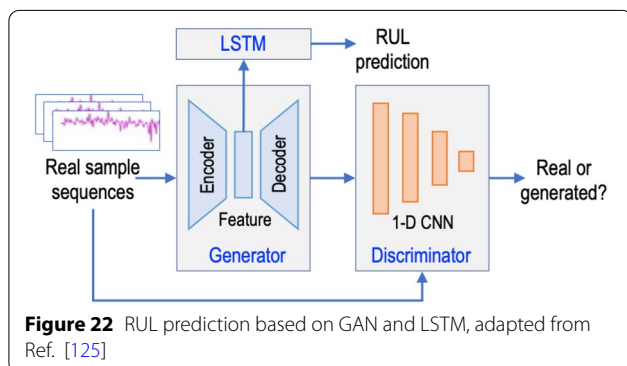 LSTM
RUL
prediction
Real sample
sequences
Encoder
Decoder
Feature
Generator
1-D CNN
Discriminator
Real or
generated?
Figure 22 RUL prediction based on GAN and LSTM, adapted from
Ref. [125]